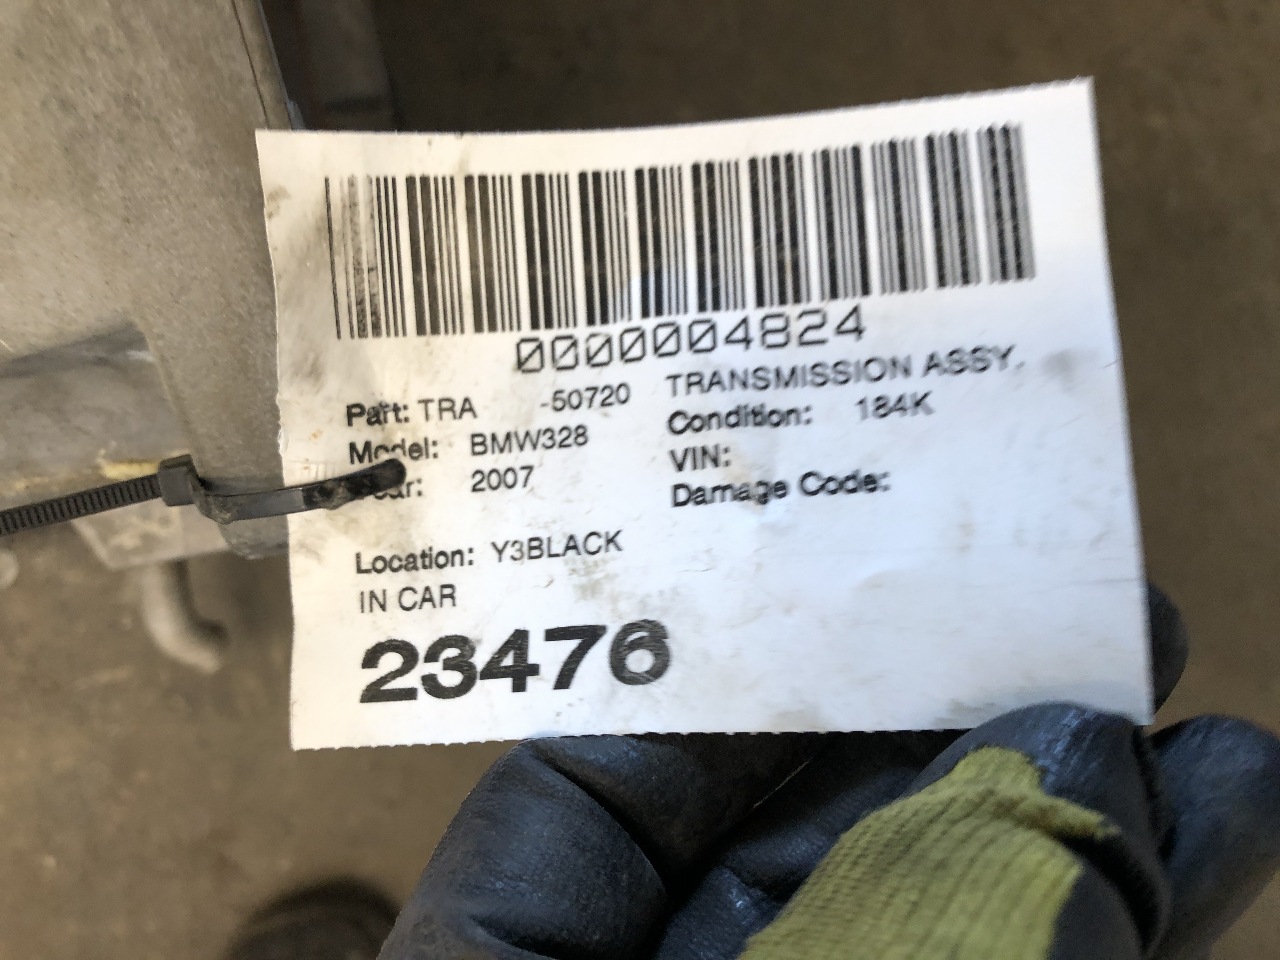 0000004824
Part: TRA -50720 TRANSMISSION ASSY.
Model: BMW328 Condition: 184K
Year: 2007 VIN:
Damage Code:
Location: Y3BLACK
IN CAR
23476